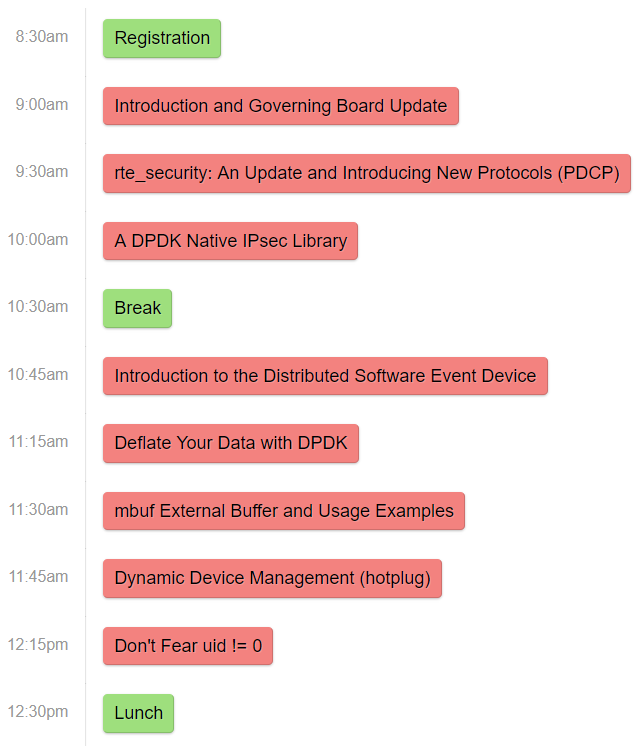 8:30am Registration
9:00am Introduction and Governing Board Update
9:30am rte_security: An Update and Introducing New Protocols (PDCP)
10:00am A DPDK Native IPsec Library
10:30am Break
10:45am Introduction to the Distributed Software Event Device
11:15am Deflate Your Data with DPDK
11:30am mbuf External Buffer and Usage Examples
11:45am Dynamic Device Management (hotplug)
12:15pm Don't Fear uid != 0
12:30pm Lunch